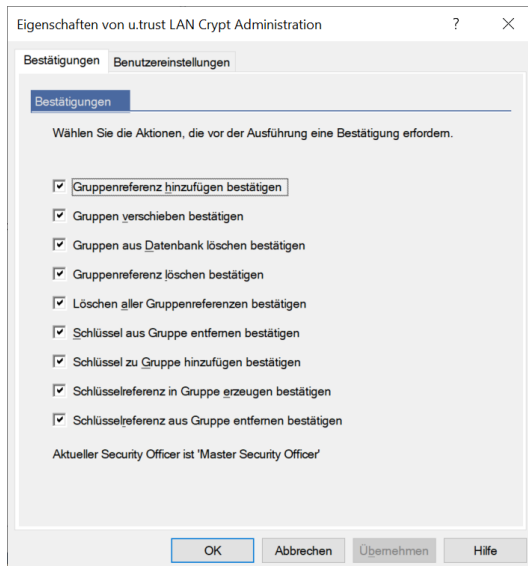 Eigenschaften von u.trust LAN Crypt Administration
Bestätigungen Benutzereinstellungen
Bestätigungen
Wählen Sie die Aktionen, die vor der Ausführung eine Bestätigung erfordern.
Gruppenreferenz hinzufügen bestätigen
Gruppen verschieben bestätigen
Gruppen aus Datenbank löschen bestätigen
Gruppenreferenz löschen bestätigen
Löschen aller Gruppenreferenzen bestätigen
Schlüssel aus Gruppe entfernen bestätigen
Schlüssel zu Gruppe hinzufügen bestätigen
Schlüsselreferenz in Gruppe erzeugen bestätigen
Schlüsselreferenz aus Gruppe entfernen bestätigen
Aktueller Security Officer ist 'Master Security Officer'
OK Abbrechen Übernehmen Hilfe